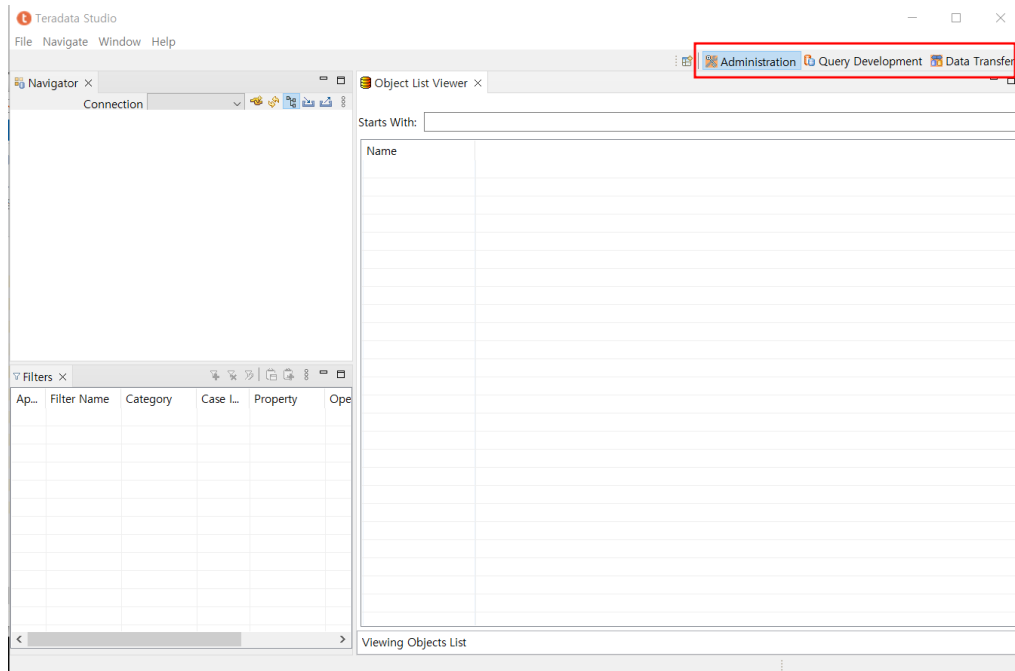 Teradata Studio
File Navigate Window Help
Administration Query Development Data Transfer
Navigator
Connection
Object List Viewer
Starts With:
Name
Filters
Ap... Filter Name Category Case I... Property Ope
Viewing Objects List